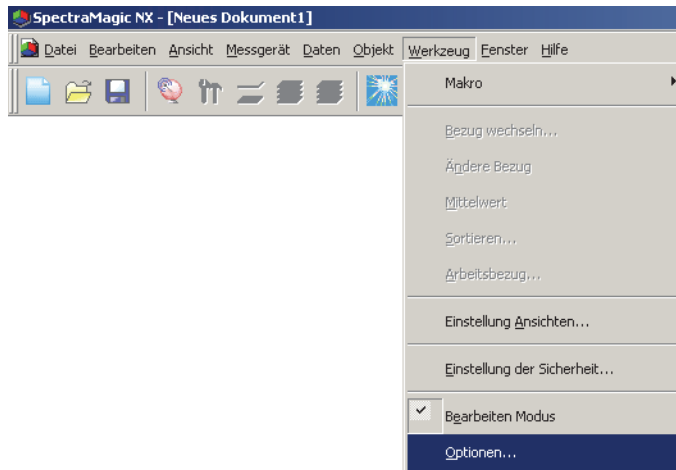 SpectraMagic NX - [Neues Dokument1]
Datei Bearbeiten Ansicht Messgerät Daten Objekt Werkzeug Fenster Hilfe
Makro
Bezug wechseln...
Ändere Bezug
Mittelwert
Sortieren...
Arbeitsbezug...
Einstellung Ansichten...
Einstellung der Sicherheit...
Bearbeiten Modus
Optionen...